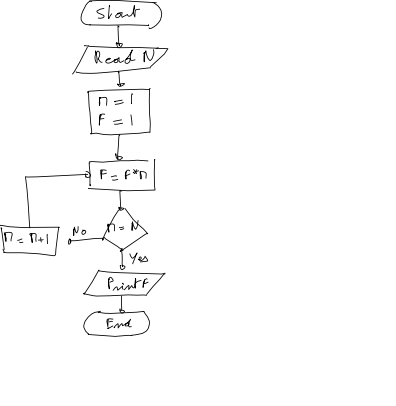 Start
Read N
n = 1
F = 1
F = F*n
n = N
No
n = n+1
Yes
Print F
End